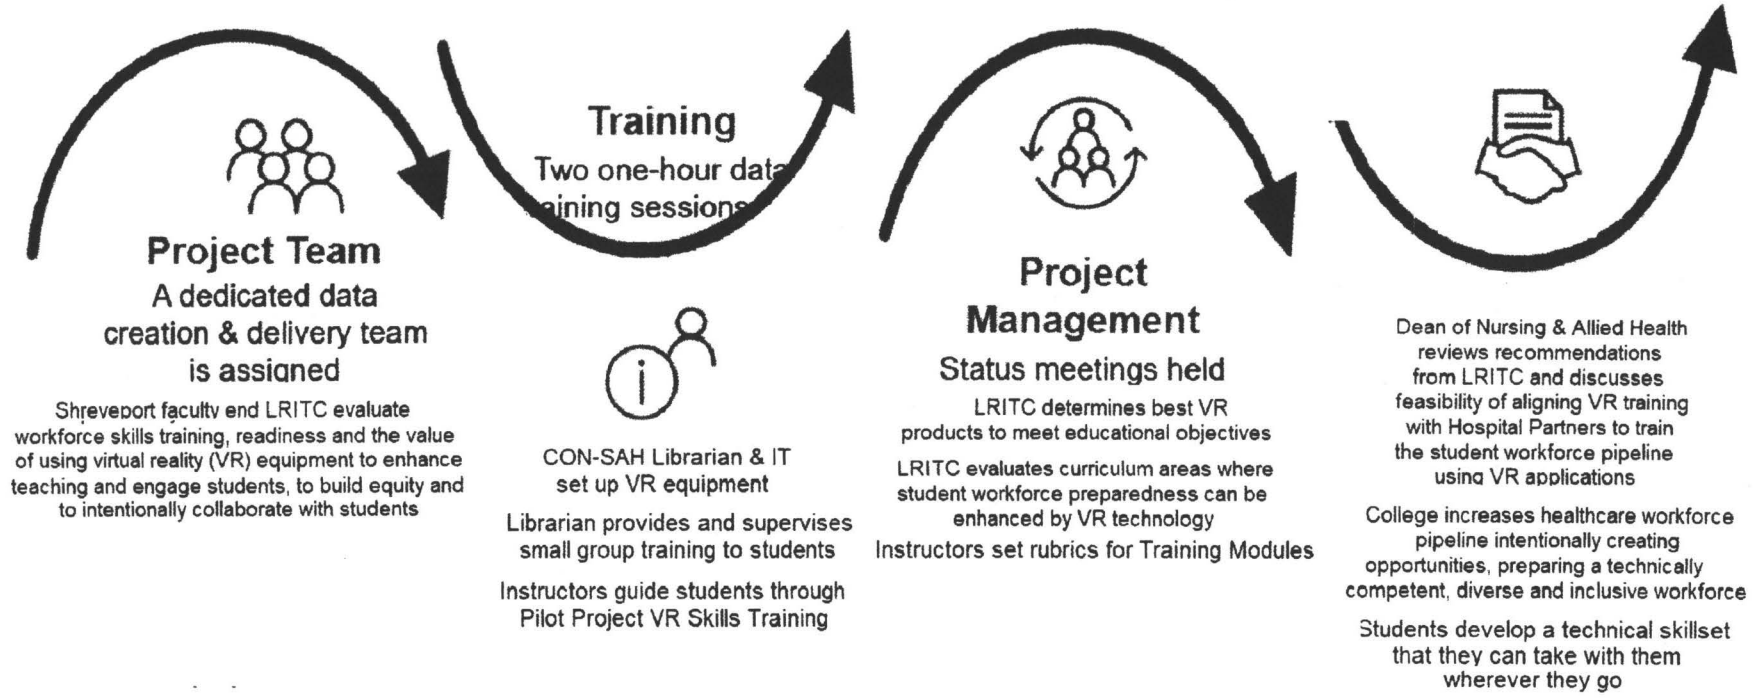 Project Team
A dedicated data
creation & delivery team
is assigned
Shreveport faculty end LRITC evaluate
workforce skills training, readiness and the value
of using virtual reality (VR) equipment to enhance
teaching and engage students, to build equity and
to intentionally collaborate with students
Training
Two one-hour data
aining sessions
CON-SAH Librarian & IT
set up VR equipment
Librarian provides and supervises
small group training to students
Instructors guide students through
Pilot Project VR Skills Training
Project
Management
Status meetings held
LRITC determines best VR
products to meet educational objectives
LRITC evaluates curriculum areas where
student workforce preparedness can be
enhanced by VR technology
Instructors set rubrics for Training Modules
Dean of Nursing & Allied Health
reviews recommendations
from LRITC and discusses
feasibility of aligning VR training
with Hospital Partners to train
the student workforce pipeline
using VR applications
College increases healthcare workforce
pipeline intentionally creating
opportunities, preparing a technically
competent, diverse and inclusive workforce
Students develop a technical skillset
that they can take with them
wherever they go